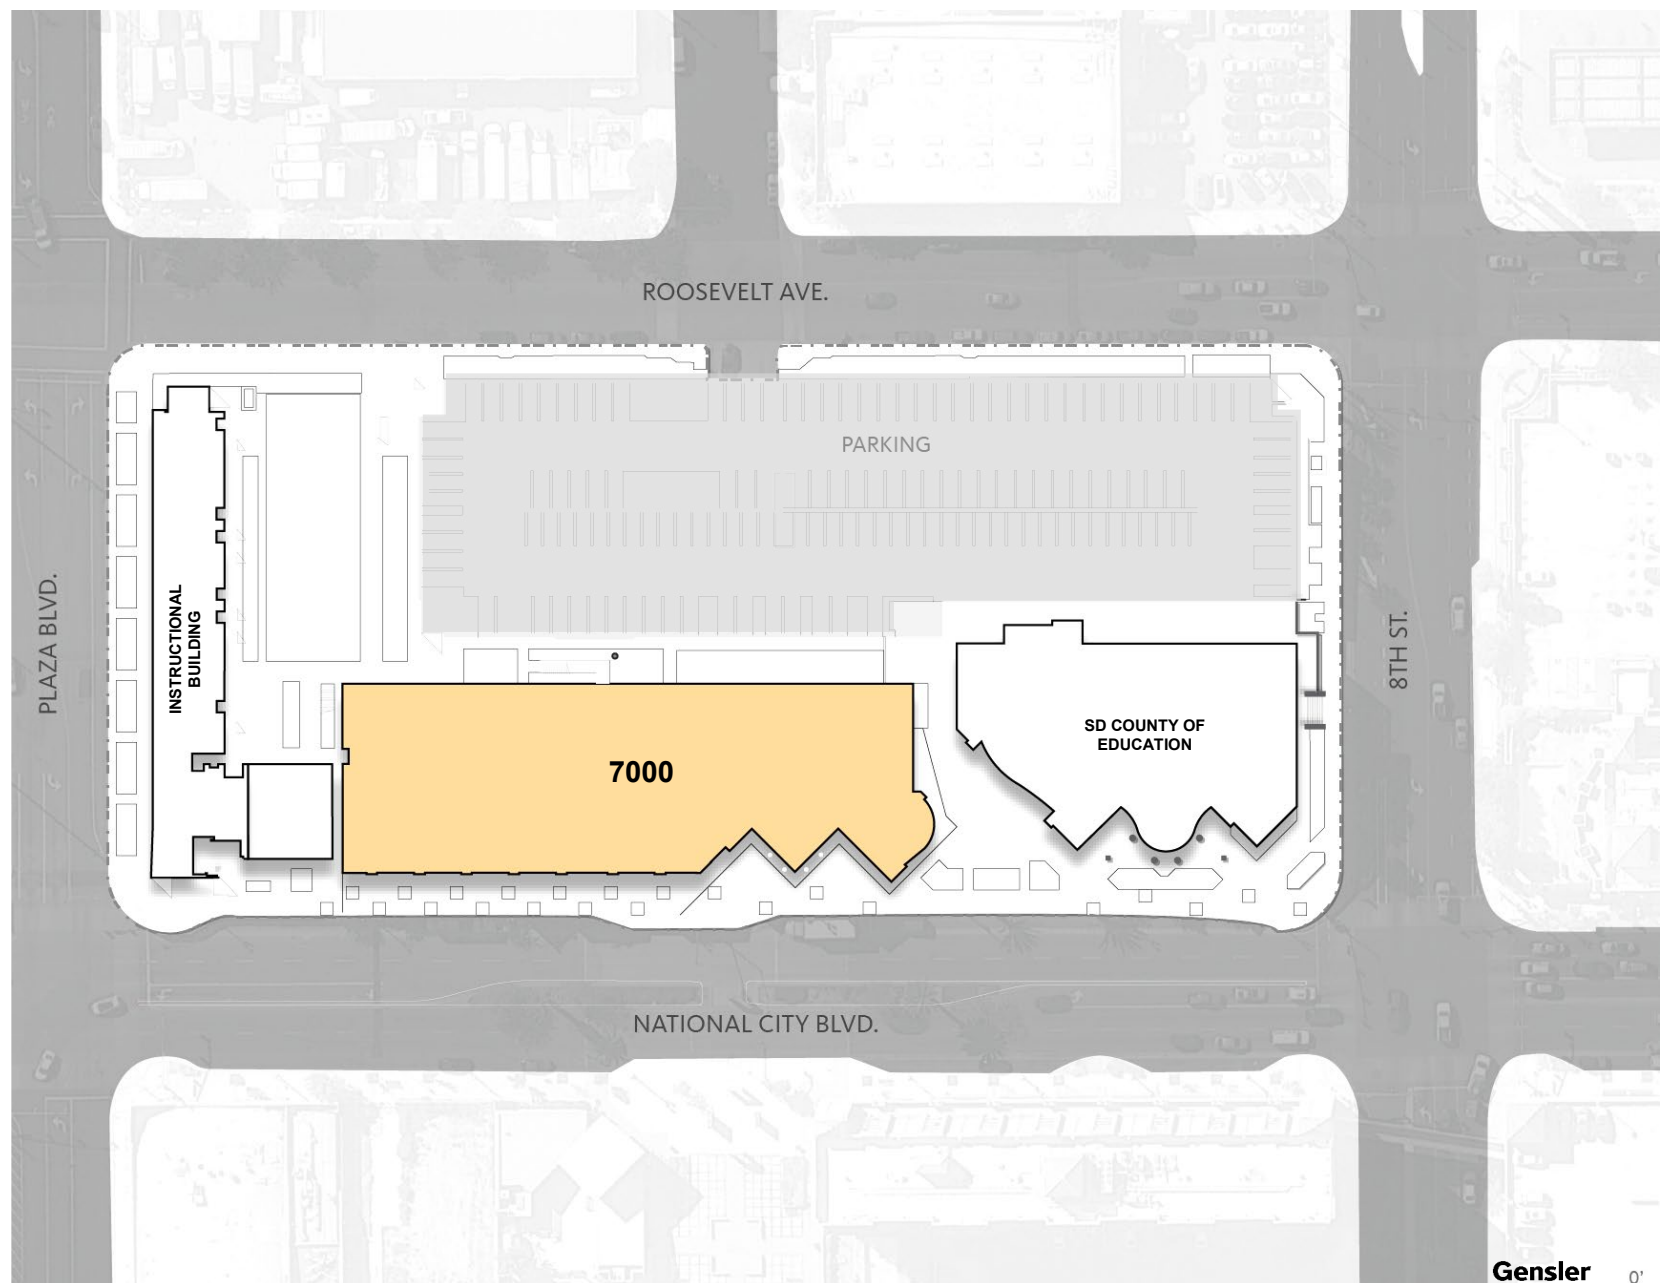 ROOSEVELT AVE.
PARKING
PLAZA BLVD.
INSTRUCTIONAL
BUILDING
8TH ST.
SD COUNTY OF
EDUCATION
7000
NATIONAL CITY BLVD.
Gensler
0'